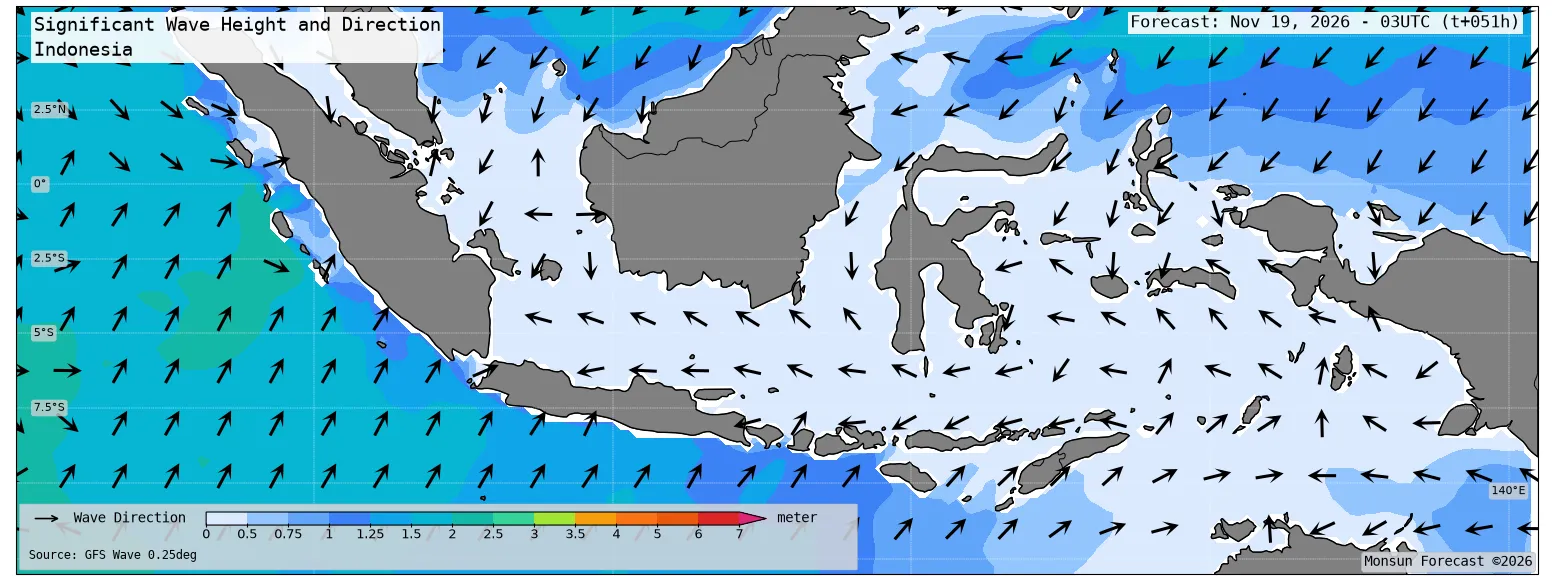 Significant Wave Height and Direction
Indonesia
Forecast: Nov 19, 2026 - 03UTC (t+051h)
2.5°N
0°
2.5°S
5°S
7.5°S
140°E
Wave Direction
meter
0 0.5 0.75 1 1.25 1.5 2 2.5 3 3.5 4 5 6 7
Source: GFS Wave 0.25deg
Monsun Forecast ©2026